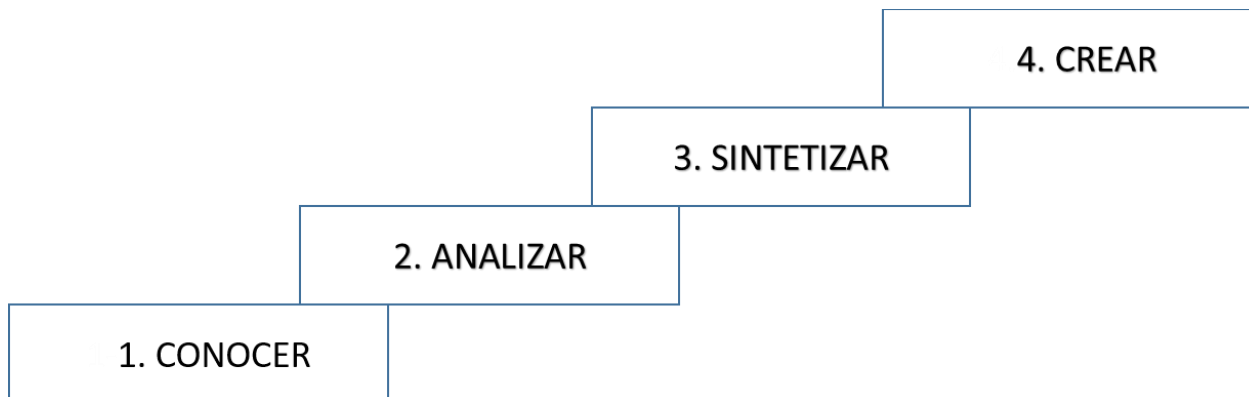 4. CREAR
3. SINTETIZAR
2. ANALIZAR
1. CONOCER